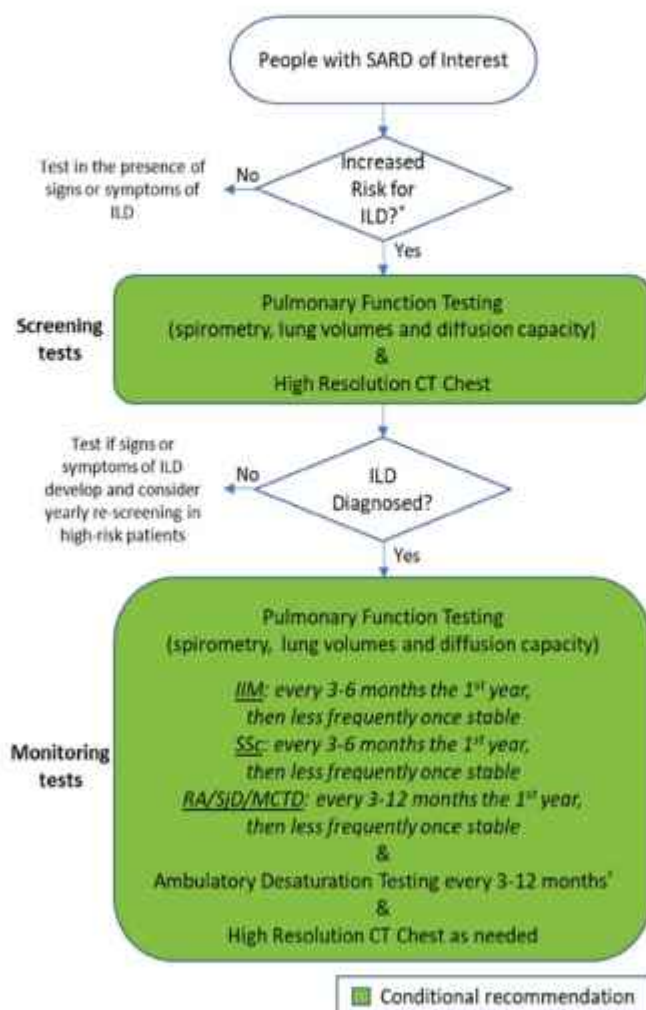 People with SARD of Interest
Increased
Risk for
ILD?*
No
Test in the presence of
signs or symptoms of
ILD
Yes
Screening
tests
Pulmonary Function Testing
(spirometry, lung volumes and diffusion capacity)
&
High Resolution CT Chest
ILD
Diagnosed?
No
Test if signs or
symptoms of ILD
develop and consider
yearly re-screening in
high-risk patients
Yes
Monitoring
tests
Pulmonary Function Testing
(spirometry, lung volumes and diffusion capacity)
IIM: every 3-6 months the 1st year,
then less frequently once stable
SSc: every 3-6 months the 1st year,
then less frequently once stable
RA/SjD/MCTD: every 3-12 months the 1st year,
then less frequently once stable
&
Ambulatory Desaturation Testing every 3-12 months
&
High Resolution CT Chest as needed
Conditional recommendation